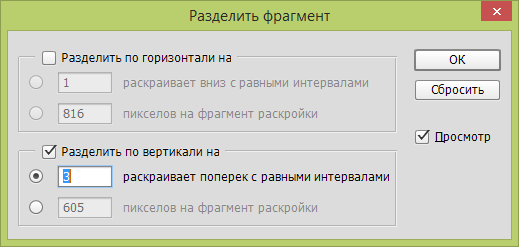 Разделить фрагмент
Разделить по горизонтали на
1 раскраивает вниз с равными интервалами
816 пикселов на фрагмент раскройки
Разделить по вертикали на
3 раскраивает поперек с равными интервалами
605 пикселов на фрагмент раскройки
ОК
Сбросить
Просмотр